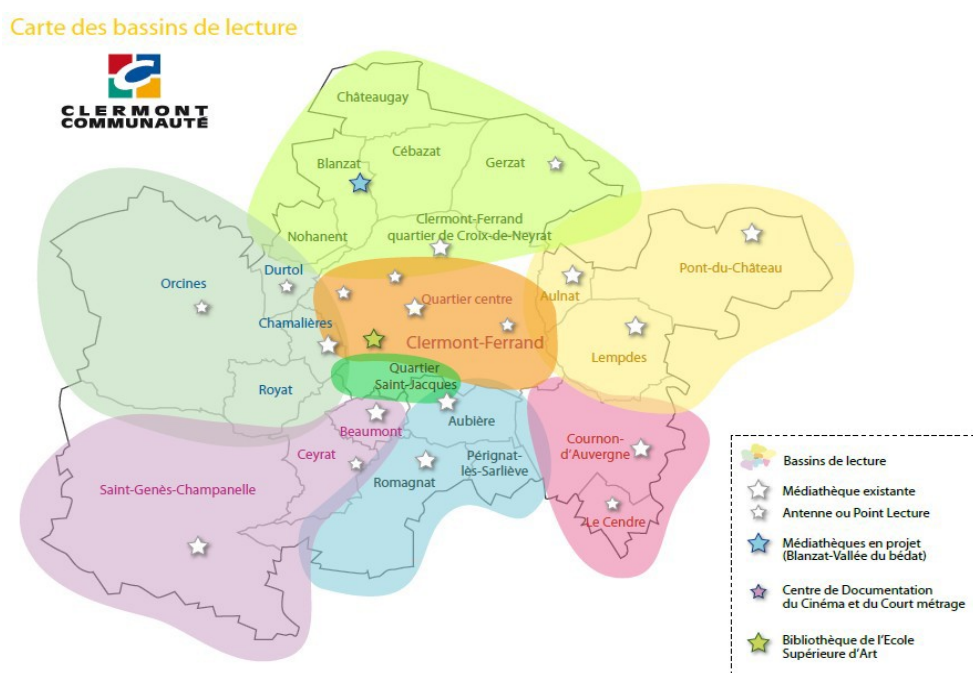 Carte des bassins de lecture
CLERMONT
COMMUNAUTÉ
Châteaugay
Cébazat
Blanzat
Gerzat
Clermont-Ferrand
quartier de Croix-de-Neyrat
Nohanent
Durtol
Orcines
Pont-du-Château
Aulnat
Quartier centre
Chamalières
Clermont-Ferrand
Lempdes
Quartier
Saint-Jacques
Royat
Aubière
Beaumont
Cournon-
d'Auvergne
Ceyrat
Pérignat-
lès-Sarliève
Romagnat
Saint-Genès-Champanelle
Le Cendre
Bassins de lecture
Médiathèque existante
Antenne ou Point Lecture
Médiathèques en projet
(Blanzat-Vallée du bédat)
Centre de Documentation
du Cinéma et du Court métrage
Bibliothèque de l'Ecole
Supérieure d'Art